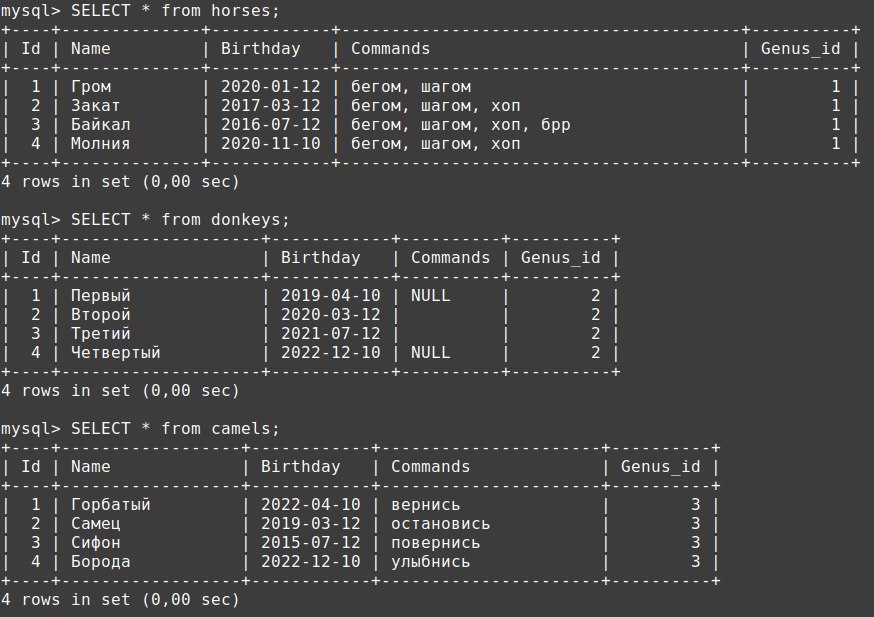 mysql> SELECT * from horses;
+----+--------------+------------+----------------------------------------+----------+
| Id | Name         | Birthday   | Commands                               | Genus_id |
+----+--------------+------------+----------------------------------------+----------+
|  1 | Гром         | 2020-01-12 | бегом, шагом                           |        1 |
|  2 | Закат        | 2017-03-12 | бегом, шагом, хоп                      |        1 |
|  3 | Байкал       | 2016-07-12 | бегом, шагом, хоп, брр                 |        1 |
|  4 | Молния       | 2020-11-10 | бегом, шагом, хоп                      |        1 |
+----+--------------+------------+----------------------------------------+----------+
4 rows in set (0,00 sec)

mysql> SELECT * from donkeys;
+----+--------------------+------------+----------+----------+
| Id | Name               | Birthday   | Commands | Genus_id |
+----+--------------------+------------+----------+----------+
|  1 | Первый             | 2019-04-10 | NULL     |        2 |
|  2 | Второй             | 2020-03-12 |          |        2 |
|  3 | Третий             | 2021-07-12 |          |        2 |
|  4 | Четвертый          | 2022-12-10 | NULL     |        2 |
+----+--------------------+------------+----------+----------+
4 rows in set (0,00 sec)

mysql> SELECT * from camels;
+----+------------------+------------+----------------------+----------+
| Id | Name             | Birthday   | Commands             | Genus_id |
+----+------------------+------------+----------------------+----------+
|  1 | Горбатый         | 2022-04-10 | вернись              |        3 |
|  2 | Самец            | 2019-03-12 | остановись           |        3 |
|  3 | Сифон            | 2015-07-12 | повернись            |        3 |
|  4 | Борода           | 2022-12-10 | улыбнись             |        3 |
+----+------------------+------------+----------------------+----------+
4 rows in set (0,00 sec)